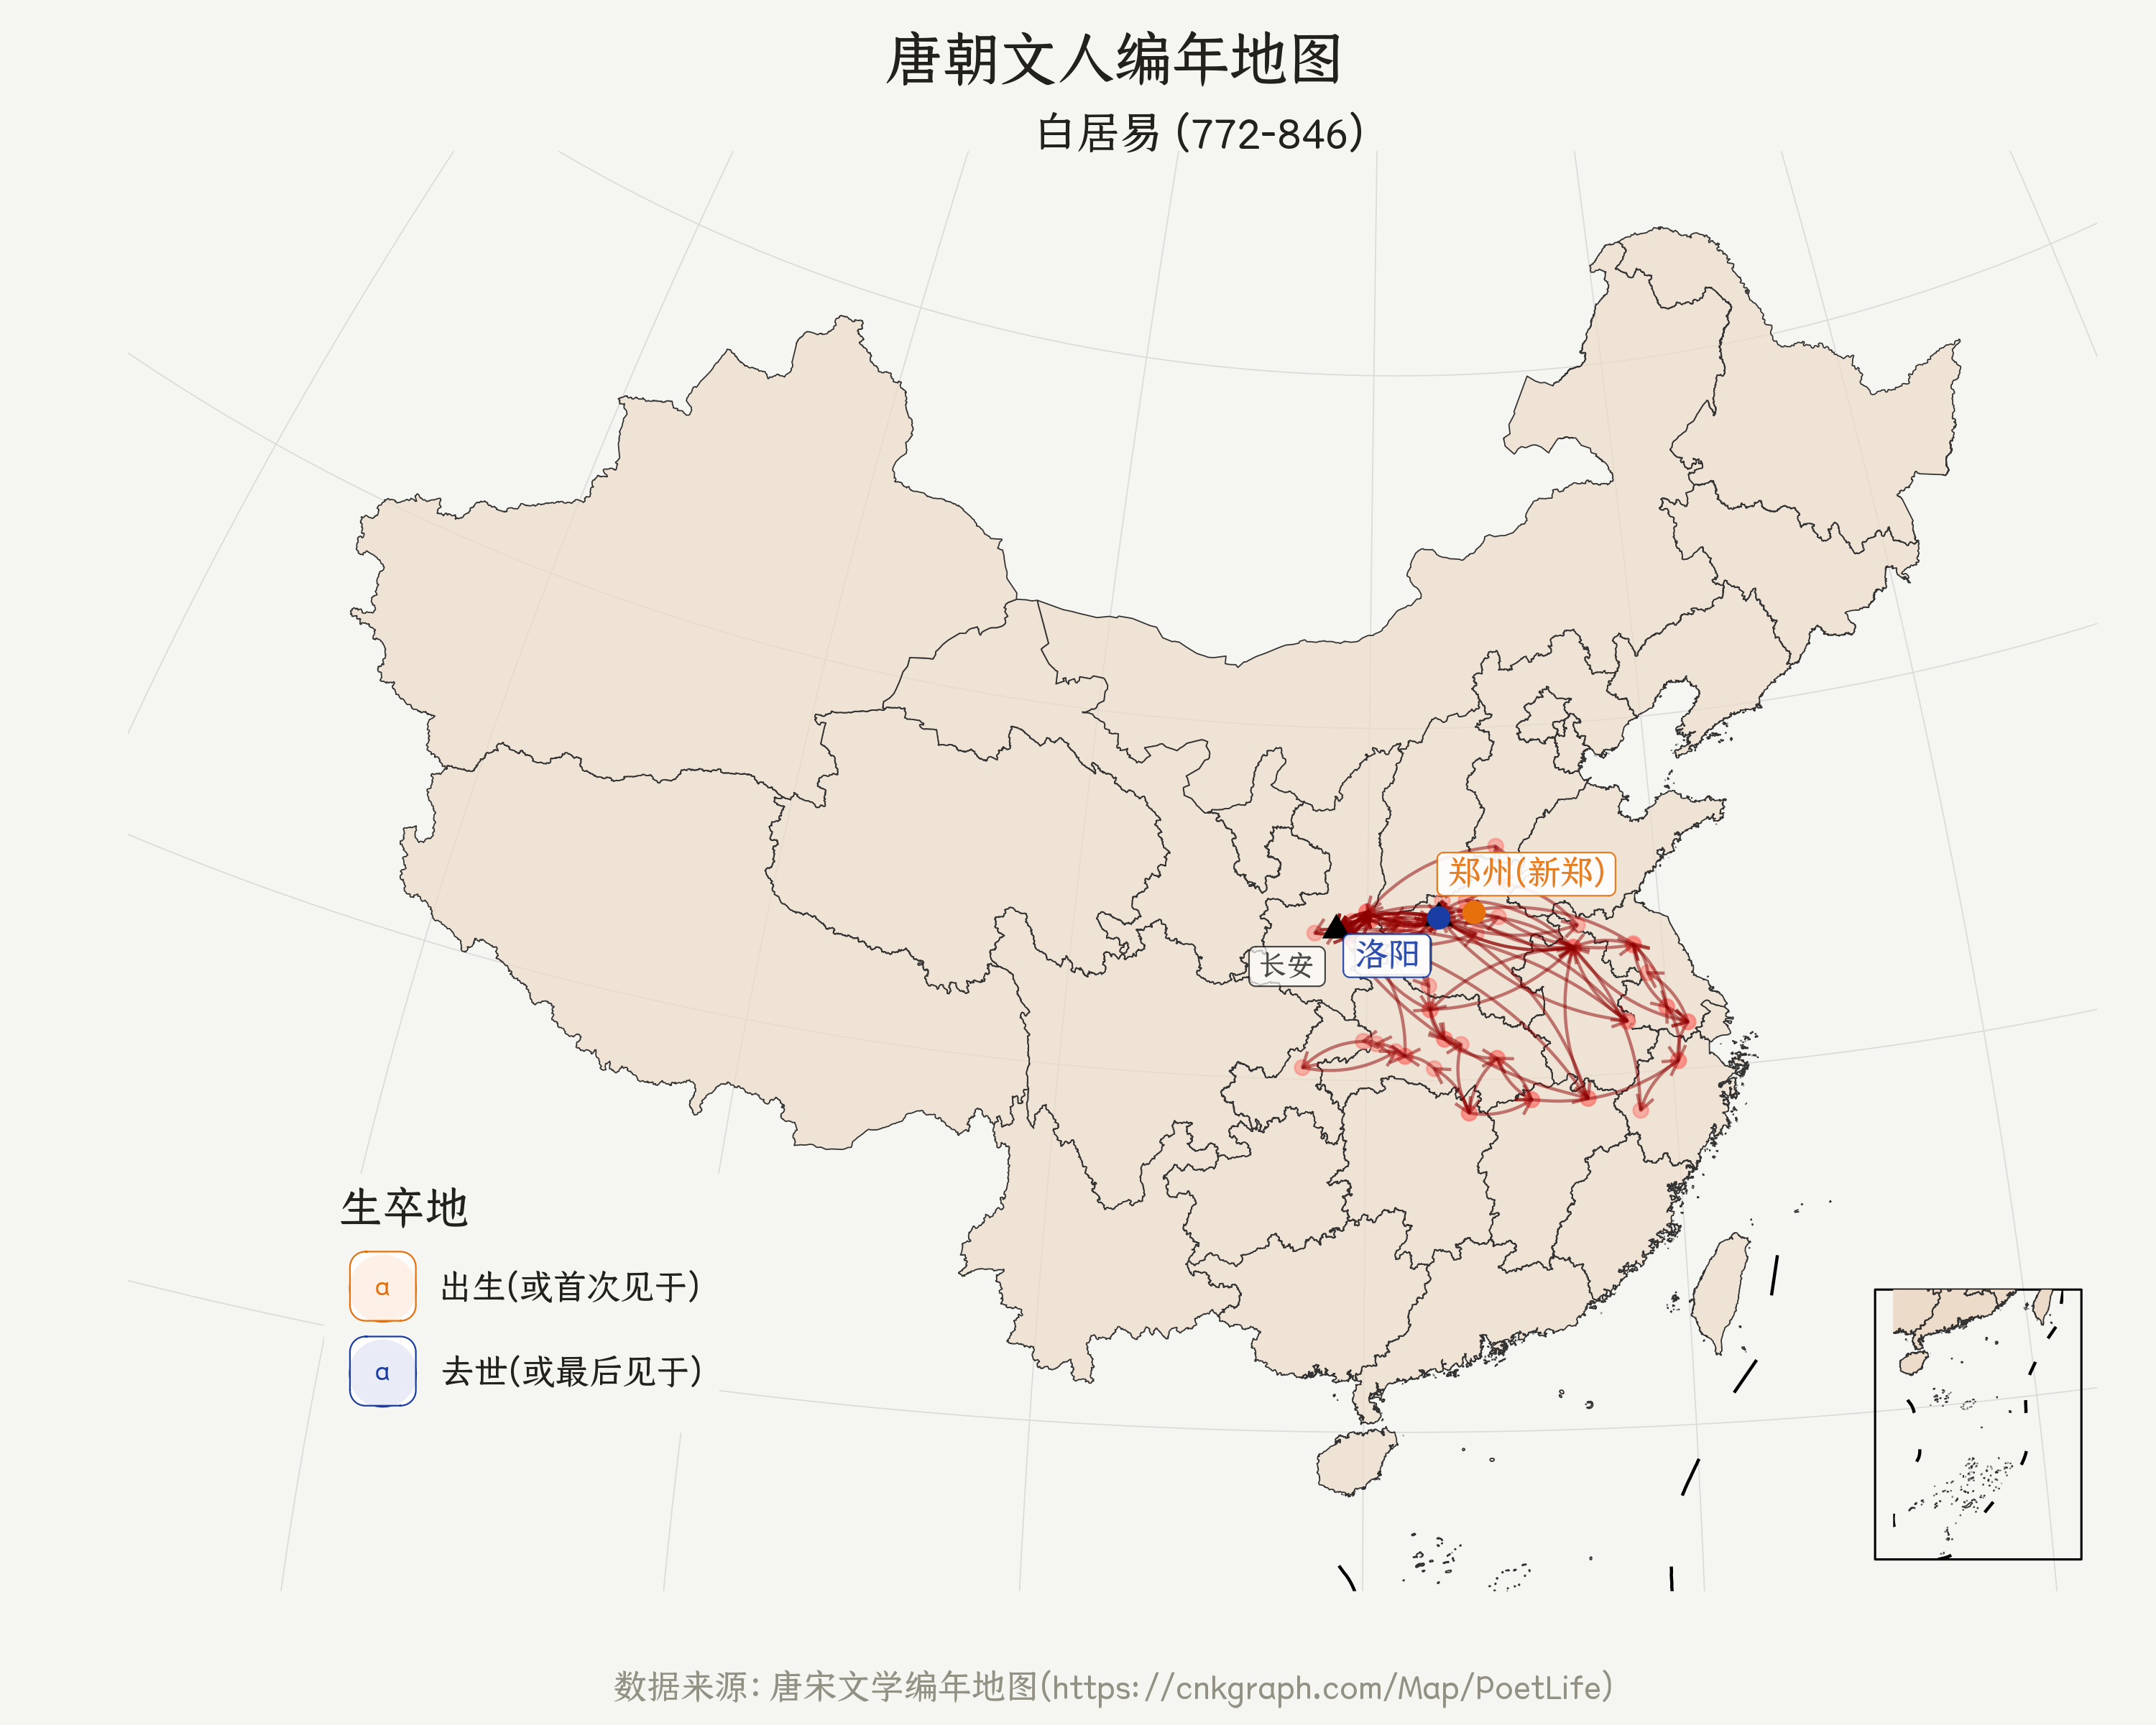 唐朝文人编年地图
白居易 (772-846)
郑州(新郑)
洛阳
长安
生卒地
a 出生(或首次见于)
a 去世(或最后见于)
数据来源: 唐宋文学编年地图(https://cnkgraph.com/Map/PoetLife)